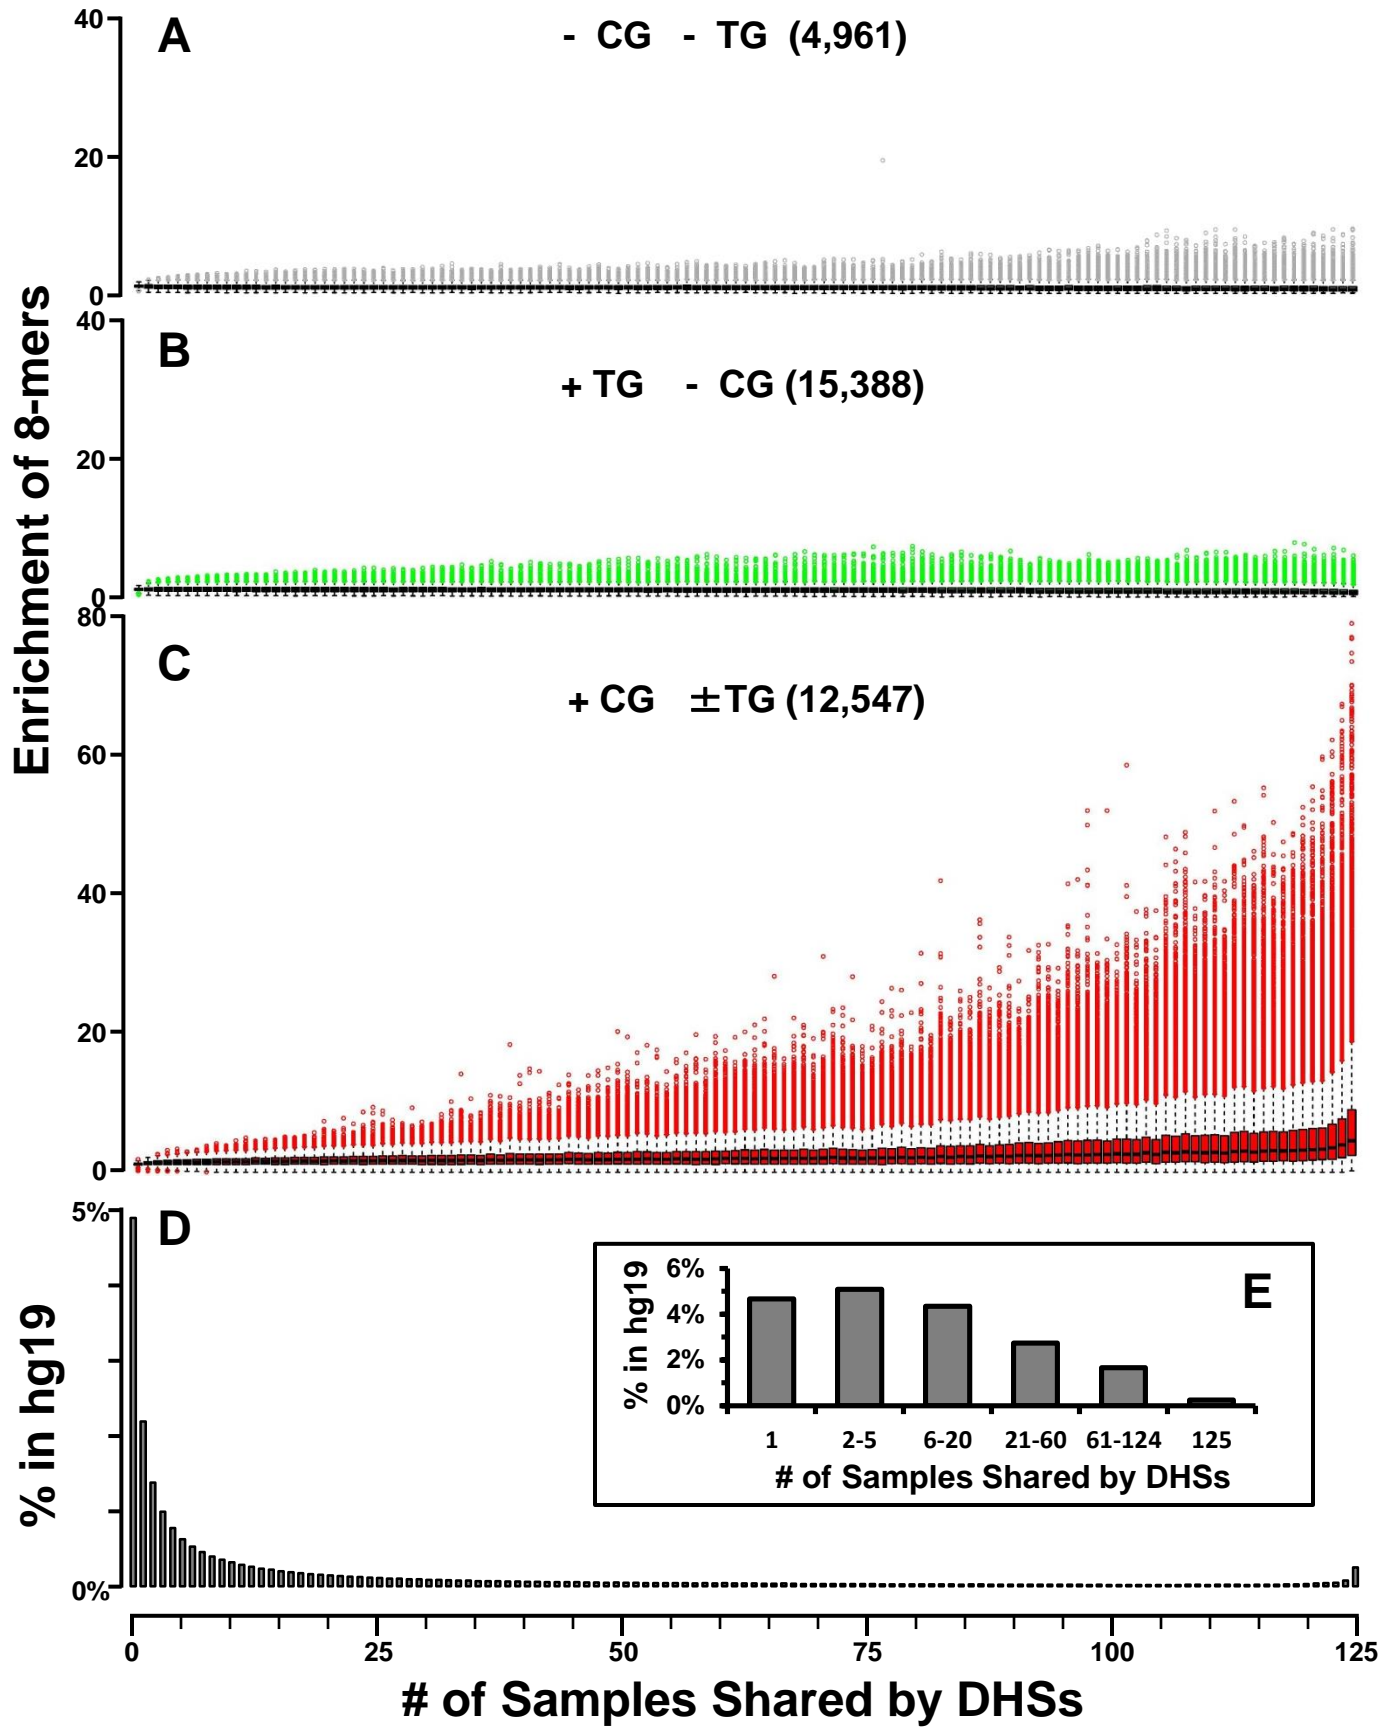 Enrichment of 8-mers
A
- CG - TG (4,961)
40
20
0
B
+ TG - CG (15,388)
40
20
0
C
+ CG ±TG (12,547)
80
60
40
20
0
D
% in hg19
5%
0%
E
% in hg19
6%
4%
2%
0%
1 2-5 6-20 21-60 61-124 125
# of Samples Shared by DHSs
0 25 50 75 100 125
# of Samples Shared by DHSs